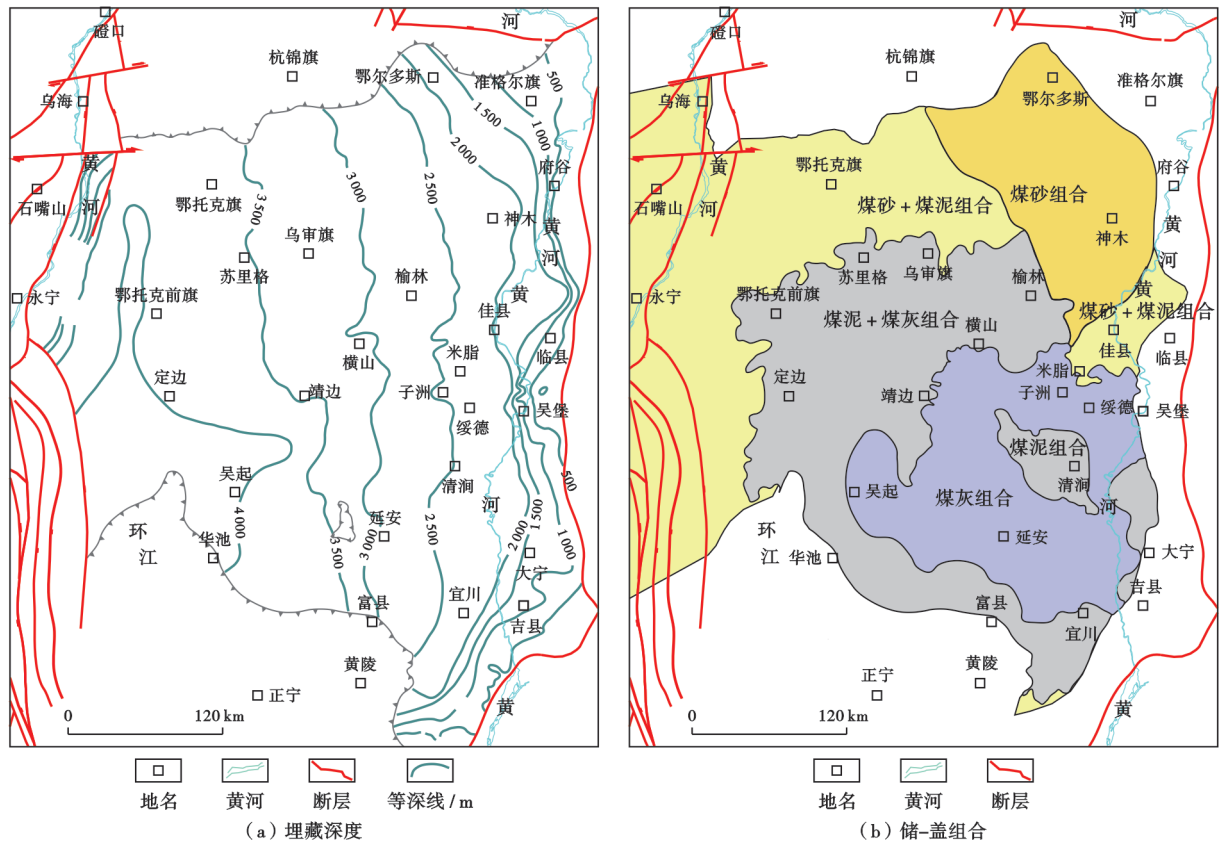 河
磴口
杭锦旗
鄂尔多斯
准格尔旗
500
1 000
1 500
2 000
乌海
黄
河
石嘴山
鄂托克旗
3 500
3 000
2 500
府谷
神木
黄
河
乌审旗
苏里格
榆林
永宁
鄂托克前旗
黄
佳县
横山
临县
米脂
定边
靖边
子洲
绥德
吴堡
清涧
500
吴起
4 000
河
延安
环
江
华池
3 500
3 000
2 500
2 000
1 500
1 000
大宁
富县
宜川
吉县
黄陵
正宁
黄
0
120 km
地名
黄河
断层
等深线/m
(a)埋藏深度
河
磴口
杭锦旗
鄂尔多斯
准格尔旗
乌海
黄
河
石嘴山
鄂托克旗
煤砂+煤泥组合
煤砂组合
府谷
神木
黄
河
苏里格
乌审旗
榆林
永宁
鄂托克前旗
黄
煤泥+煤灰组合
煤砂+煤泥组合
横山
佳县
临县
米脂
定边
靖边
子洲
绥德
吴堡
煤泥组合
清涧
吴起
煤灰组合
河
延安
环
江
华池
大宁
富县
宜川
吉县
正宁
黄陵
黄
0
120 km
地名
黄河
断层
(b)储-盖组合